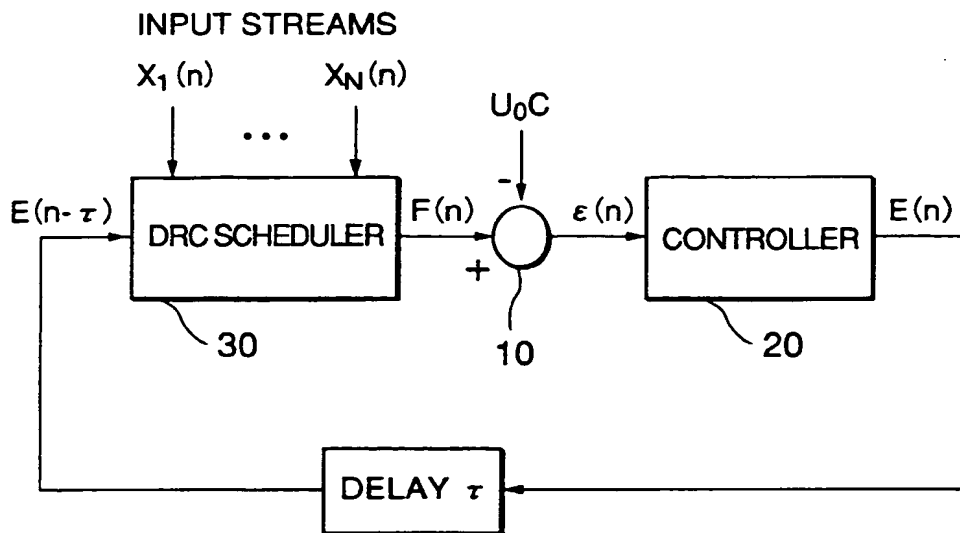 INPUT STREAMS
X₁(n) X_N(n)
•••
U₀C
-
E(n-τ) DRC SCHEDULER F(n) ε(n) CONTROLLER E(n)
+
30 10 20
DELAY τ